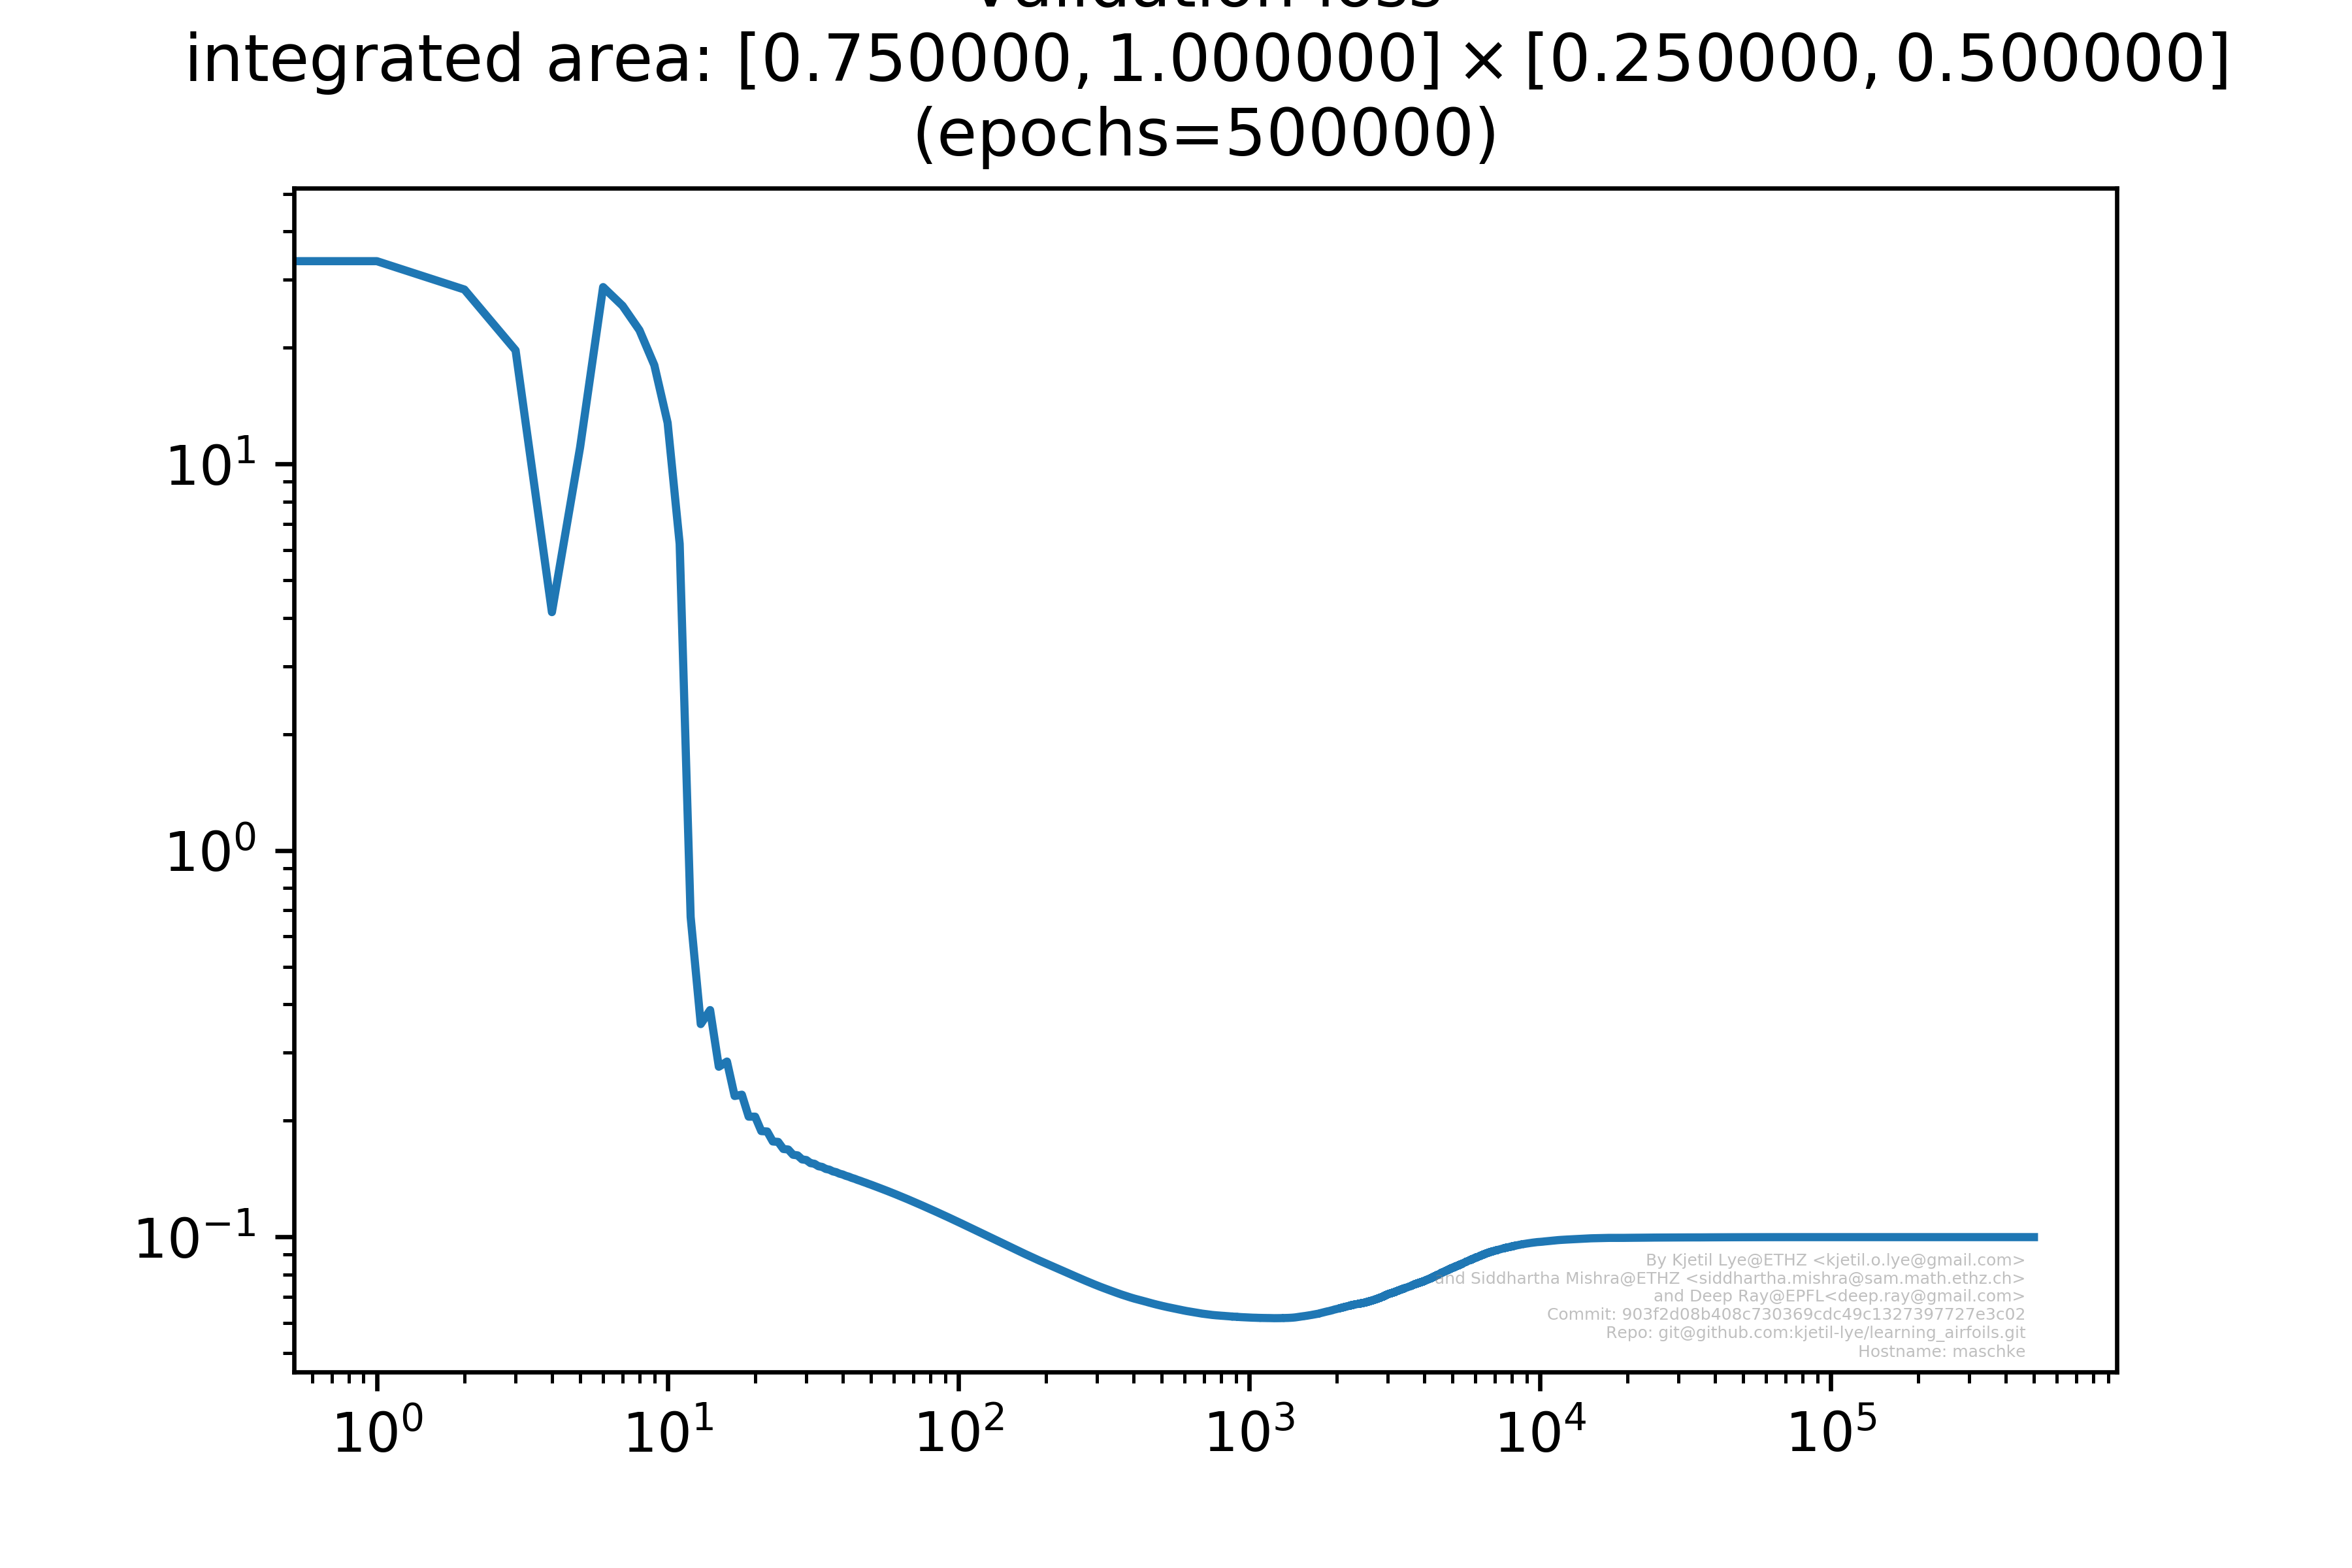 validation loss
integrated area: [0.750000, 1.000000] × [0.250000, 0.500000]
(epochs=500000)
10¹
10⁰
10⁻¹
10⁰ 10¹ 10² 10³ 10⁴ 10⁵
By Kjetil Lye@ETHZ <kjetil.o.lye@gmail.com>
and Siddhartha Mishra@ETHZ <siddhartha.mishra@sam.math.ethz.ch>
and Deep Ray@EPFL<deep.ray@gmail.com>
Commit: 903f2d08b408c730369cdc49c1327397727e3c02
Repo: git@github.com:kjetil-lye/learning_airfoils.git
Hostname: maschke